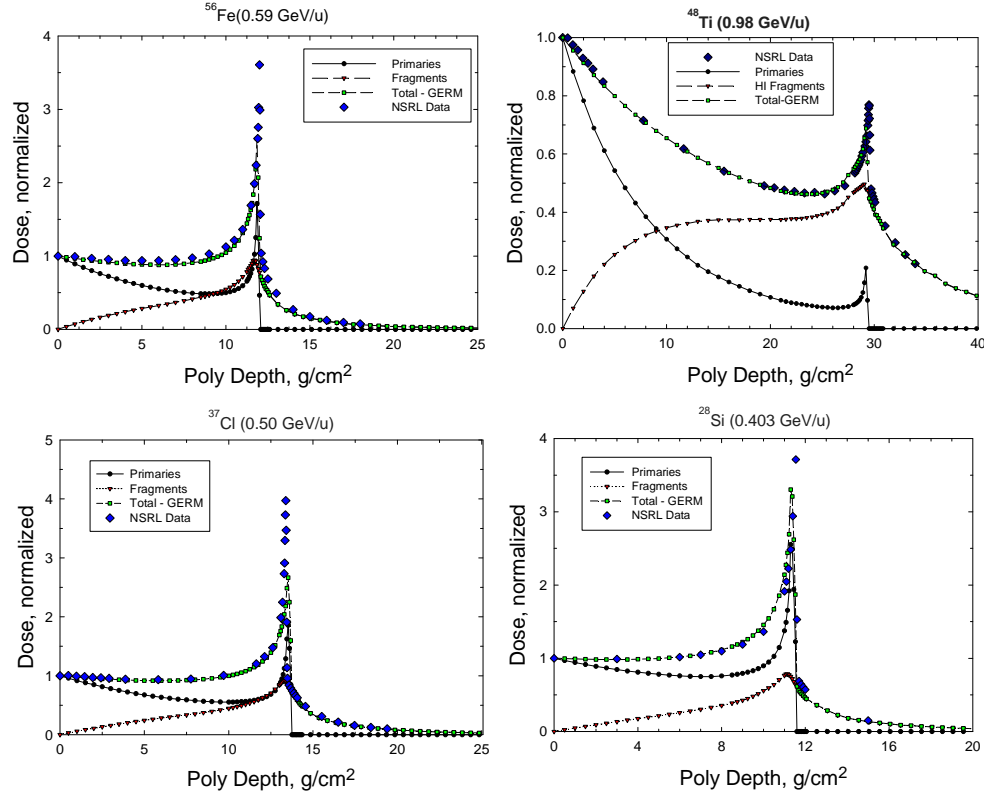 ⁵⁶Fe(0.59 GeV/u)
Dose, normalized
5
4
3
2
1
0
Primaries
Fragments
Total - GERM
NSRL Data
0 5 10 15 20 25
Poly Depth, g/cm²
⁴⁸Ti (0.98 GeV/u)
Dose, normalized
1.0
0.8
0.6
0.4
0.2
0.0
NSRL Data
Primaries
HI Fragments
Total-GERM
0 10 20 30 40
Poly Depth, g/cm²
³⁷Cl (0.50 GeV/u)
Dose, normalized
5
4
3
2
1
0
Primaries
Fragments
Total - GERM
NSRL Data
0 5 10 15 20 25
Poly Depth, g/cm²
²⁸Si (0.403 GeV/u)
Dose, normalized
4
3
2
1
0
Primaries
Fragments
Total - GERM
NSRL Data
0 4 8 12 16 20
Poly Depth, g/cm²